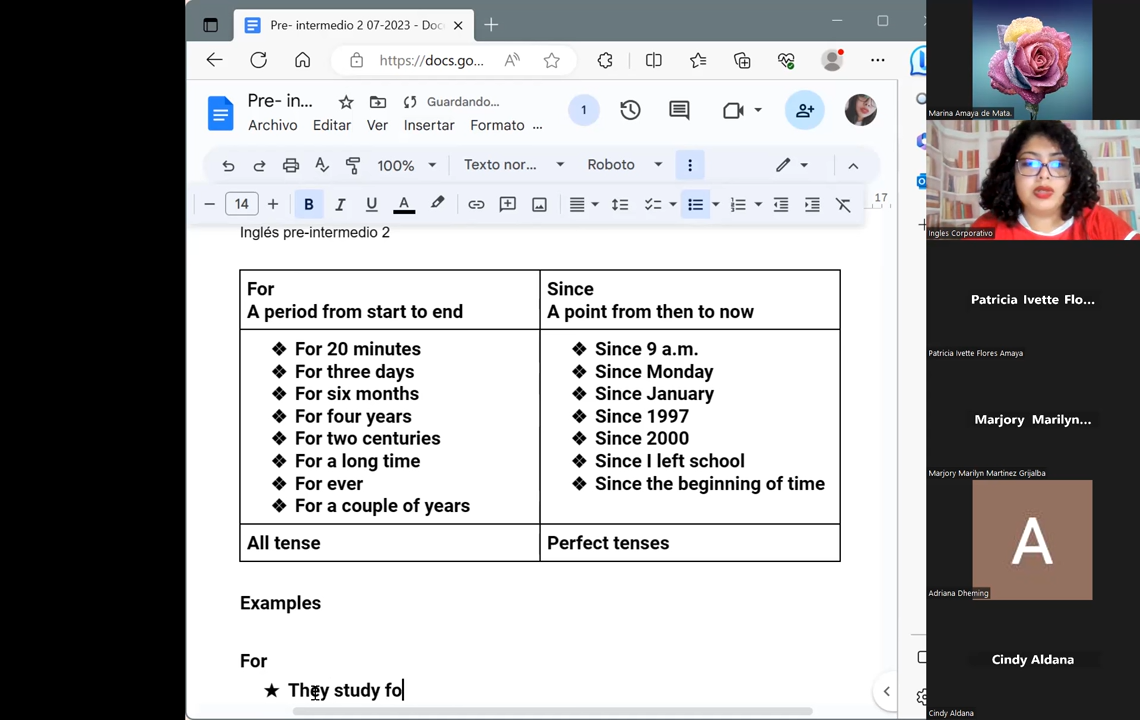 Pre- intermedio 2 07-2023 - Doc
https://docs.go...
Pre- in...
Guardando...
1
Archivo
Editar
Ver
Insertar
Formato
...
100%
Texto nor...
Roboto
14
B
I
U
A
17
Inglés pre-intermedio 2
For
A period from start to end
Since
A point from then to now
❖ For 20 minutes
❖ For three days
❖ For six months
❖ For four years
❖ For two centuries
❖ For a long time
❖ For ever
❖ For a couple of years
❖ Since 9 a.m.
❖ Since Monday
❖ Since January
❖ Since 1997
❖ Since 2000
❖ Since I left school
❖ Since the beginning of time
All tense
Perfect tenses
Examples
For
★ They study fo
Marina Amaya de Mata.
Ingles Corporativo
Patricia Ivette Flo...
Patricia Ivette Flores Amaya
Marjory Marilyn...
Marjory Marilyn Martinez Grijalba
A
Adriana Dheming
Cindy Aldana
Cindy Aldana